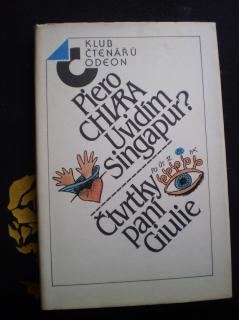 KLUB
ČTENÁŘŮ
ODEON
Piero
CHIARA
Uvidím
Singapur?
Čtvrtky
paní
Giulie